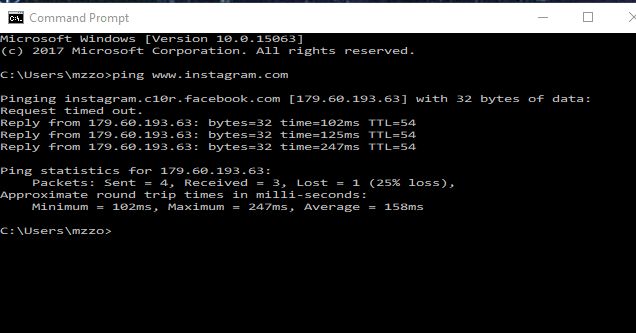 Command Prompt
Microsoft Windows [Version 10.0.15063]
(c) 2017 Microsoft Corporation. All rights reserved.
C:\Users\mzzo>ping www.instagram.com
Pinging instagram.c10r.facebook.com [179.60.193.63] with 32 bytes of data:
Request timed out.
Reply from 179.60.193.63: bytes=32 time=102ms TTL=54
Reply from 179.60.193.63: bytes=32 time=125ms TTL=54
Reply from 179.60.193.63: bytes=32 time=247ms TTL=54
Ping statistics for 179.60.193.63:
    Packets: Sent = 4, Received = 3, Lost = 1 (25% loss),
Approximate round trip times in milli-seconds:
    Minimum = 102ms, Maximum = 247ms, Average = 158ms
C:\Users\mzzo>